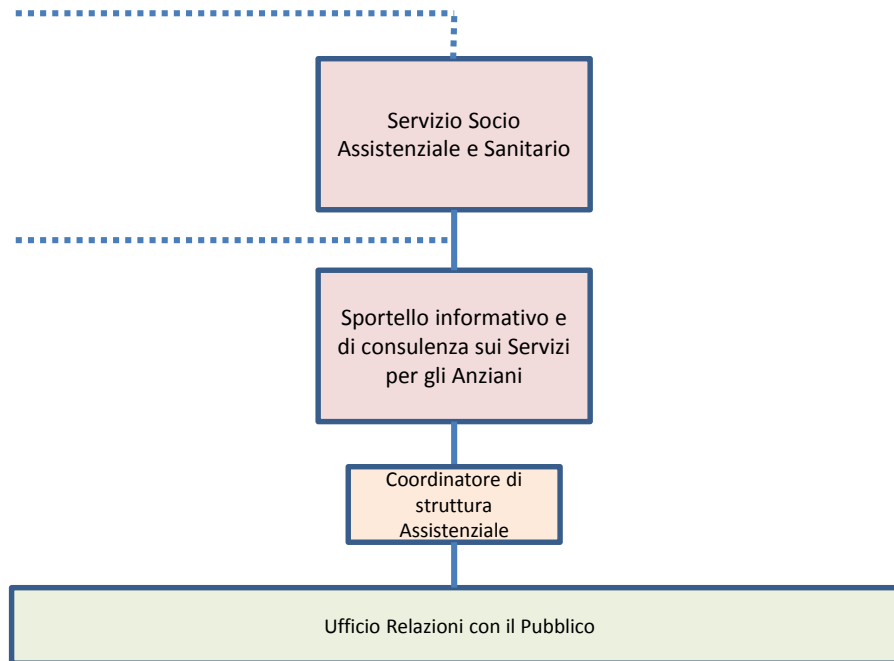 Servizio Socio
Assistenziale e Sanitario
Sportello informativo e
di consulenza sui Servizi
per gli Anziani
Coordinatore di
struttura
Assistenziale
Ufficio Relazioni con il Pubblico